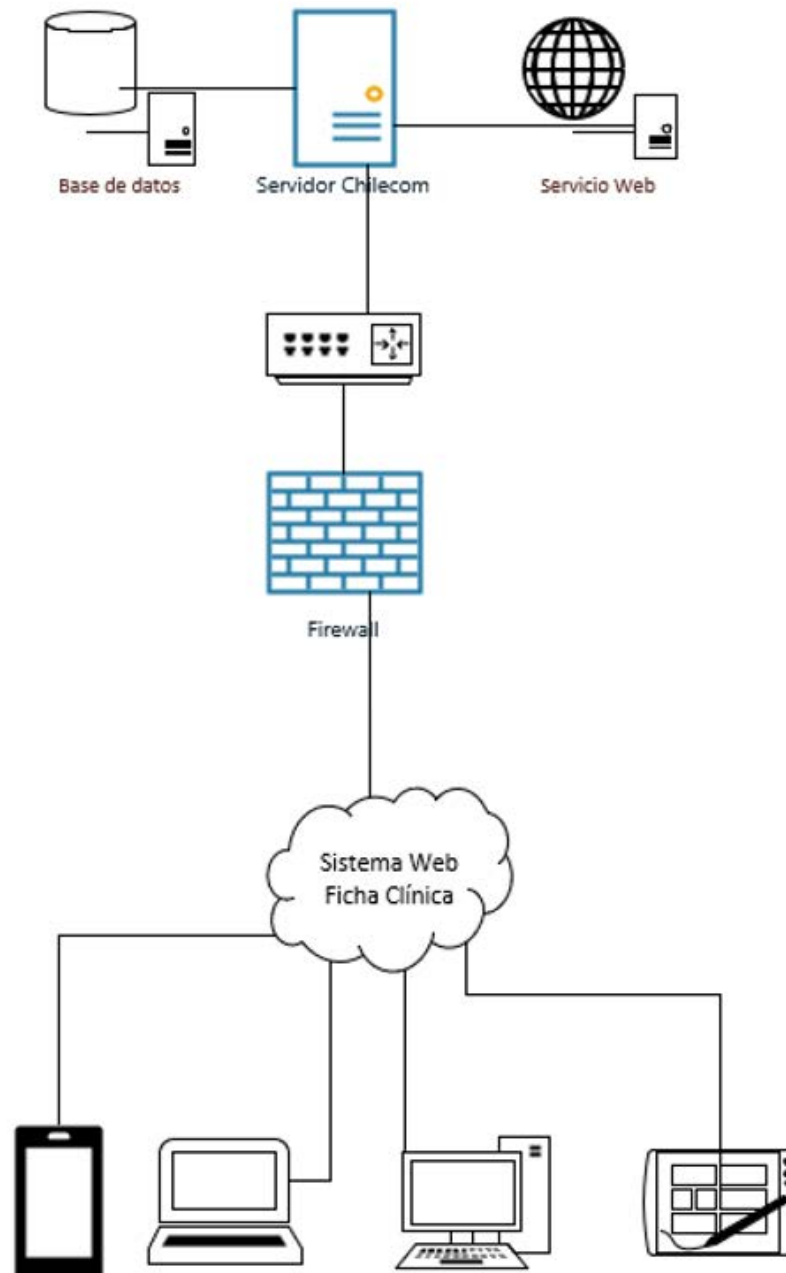 Base de datos
Servidor Chilecom
Servicio Web
Firewall
Sistema Web
Ficha Clínica